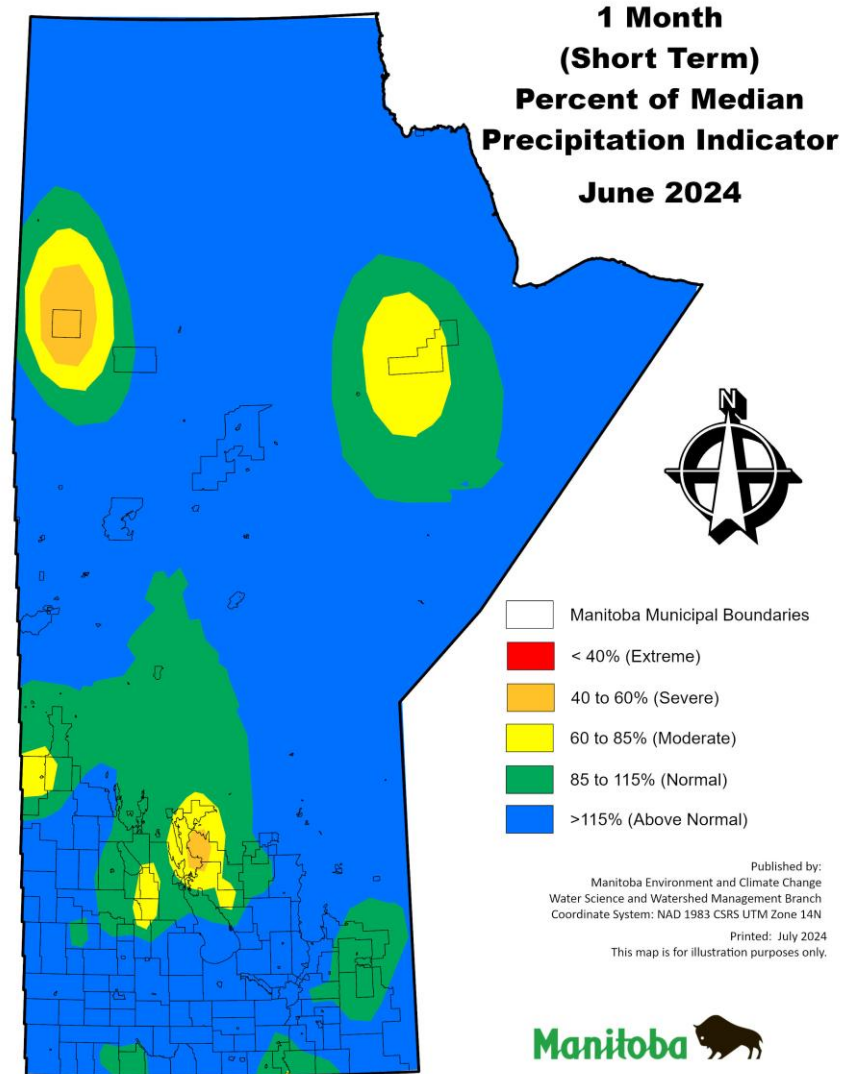 1 Month
(Short Term)
Percent of Median
Precipitation Indicator
June 2024
N
Manitoba Municipal Boundaries
< 40% (Extreme)
40 to 60% (Severe)
60 to 85% (Moderate)
85 to 115% (Normal)
>115% (Above Normal)
Published by:
Manitoba Environment and Climate Change
Water Science and Watershed Management Branch
Coordinate System: NAD 1983 CSRS UTM Zone 14N
Printed: July 2024
This map is for illustration purposes only.
Manitoba